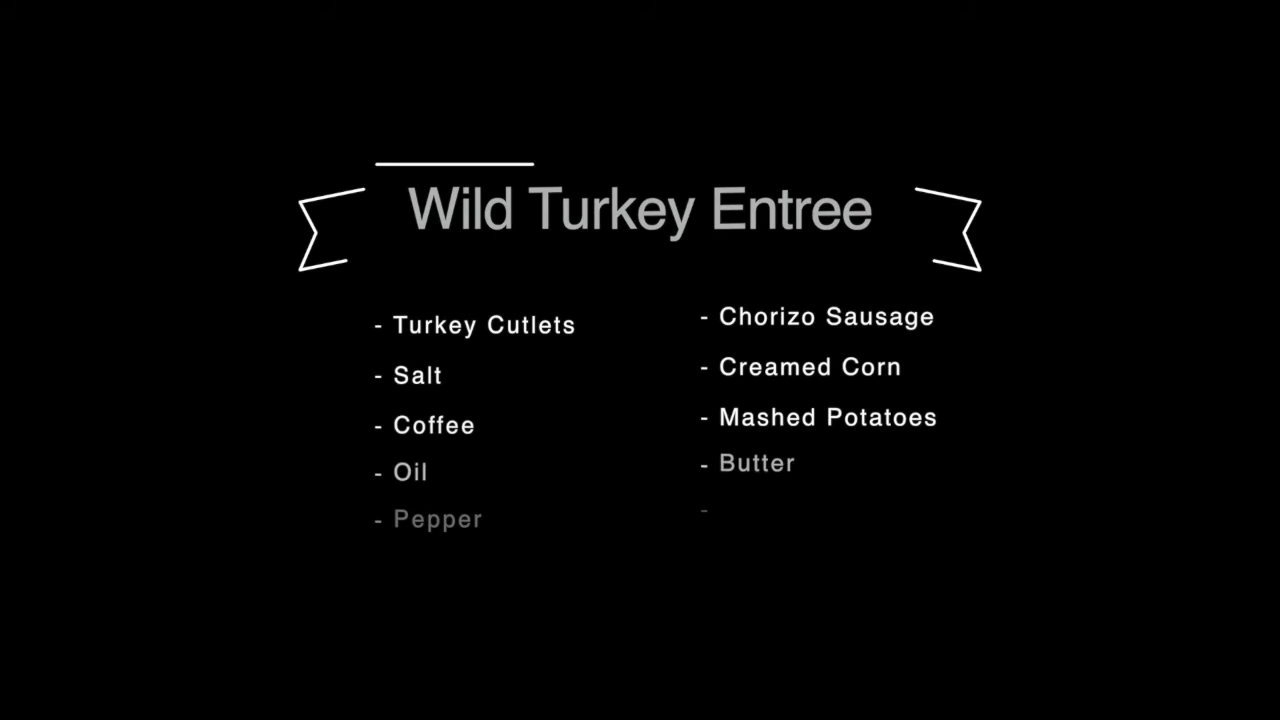 Wild Turkey Entree
- Turkey Cutlets
- Salt
- Coffee
- Oil
- Pepper
- Chorizo Sausage
- Creamed Corn
- Mashed Potatoes
- Butter
-